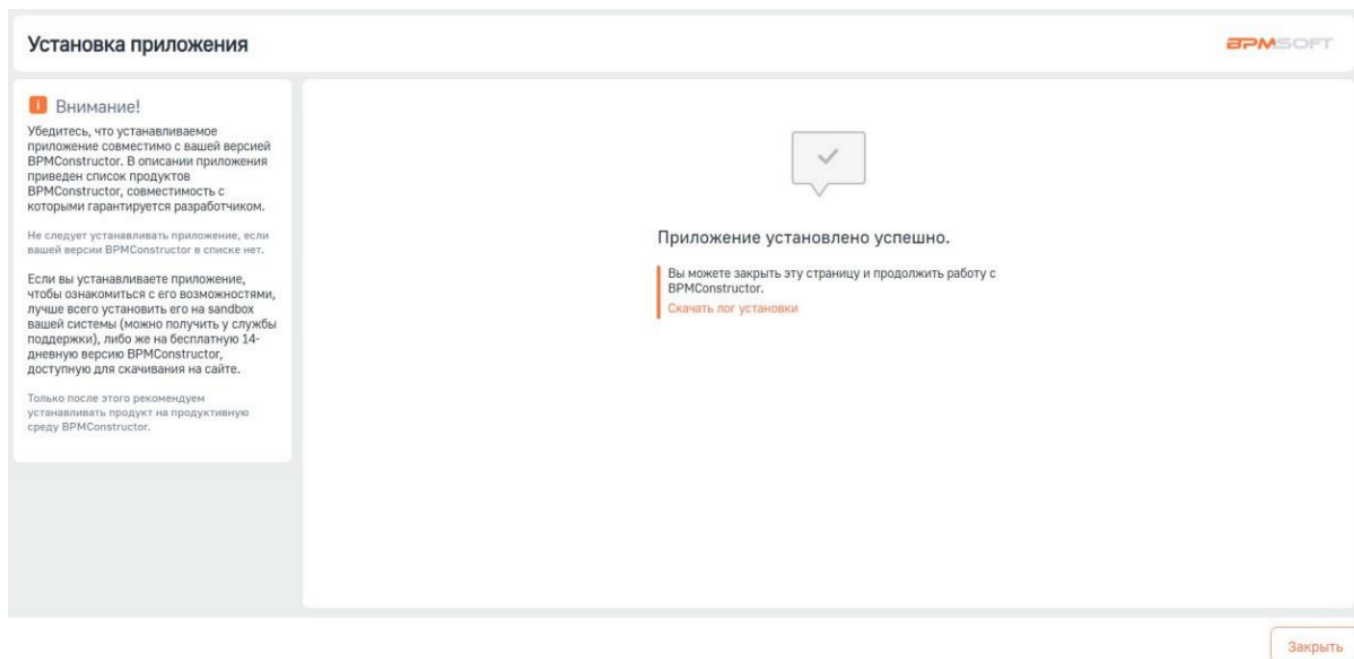 Установка приложения
BPMSOFT
Внимание!
Убедитесь, что устанавливаемое
приложение совместимо с вашей версией
BPMConstructor. В описании приложения
приведен список продуктов
BPMConstructor, совместимость с
которыми гарантируется разработчиком.
Не следует устанавливать приложение, если
вашей версии BPMConstructor в списке нет.
Если вы устанавливаете приложение,
чтобы ознакомиться с его возможностями,
лучше всего установить его на sandbox
вашей системы (можно получить у службы
поддержки), либо же на бесплатную 14-
дневную версию BPMConstructor,
доступную для скачивания на сайте.
Только после этого рекомендуем
устанавливать продукт на продуктивную
среду BPMConstructor.
Приложение установлено успешно.
Вы можете закрыть эту страницу и продолжить работу с
BPMConstructor.
Скачать лог установки
Закрыть